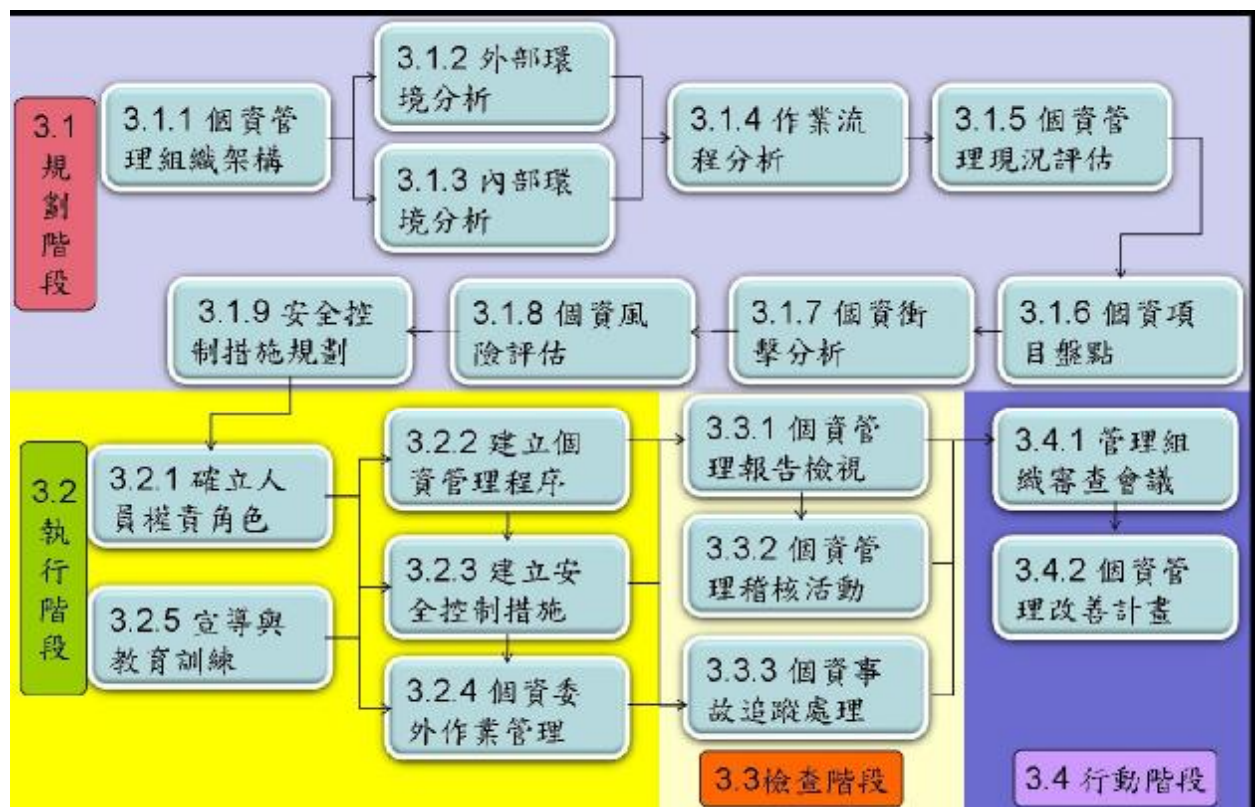 3.1
規
劃
階
段
3.1.1 個資管
理組織架構
3.1.2 外部環
境分析
3.1.3 內部環
境分析
3.1.4 作業流
程分析
3.1.5 個資管
理現況評估
3.1.6 個資項
目盤點
3.1.7 個資衝
擊分析
3.1.8 個資風
險評估
3.1.9 安全控
制措施規劃
3.2
執
行
階
段
3.2.1 確立人
員權責角色
3.2.5 宣導與
教育訓練
3.2.2 建立個
資管理程序
3.2.3 建立安
全控制措施
3.2.4 個資委
外作業管理
3.3.1 個資管
理報告檢視
3.3.2 個資管
理稽核活動
3.3.3 個資事
故追蹤處理
3.3檢查階段
3.4.1 管理組
織審查會議
3.4.2 個資管
理改善計畫
3.4 行動階段